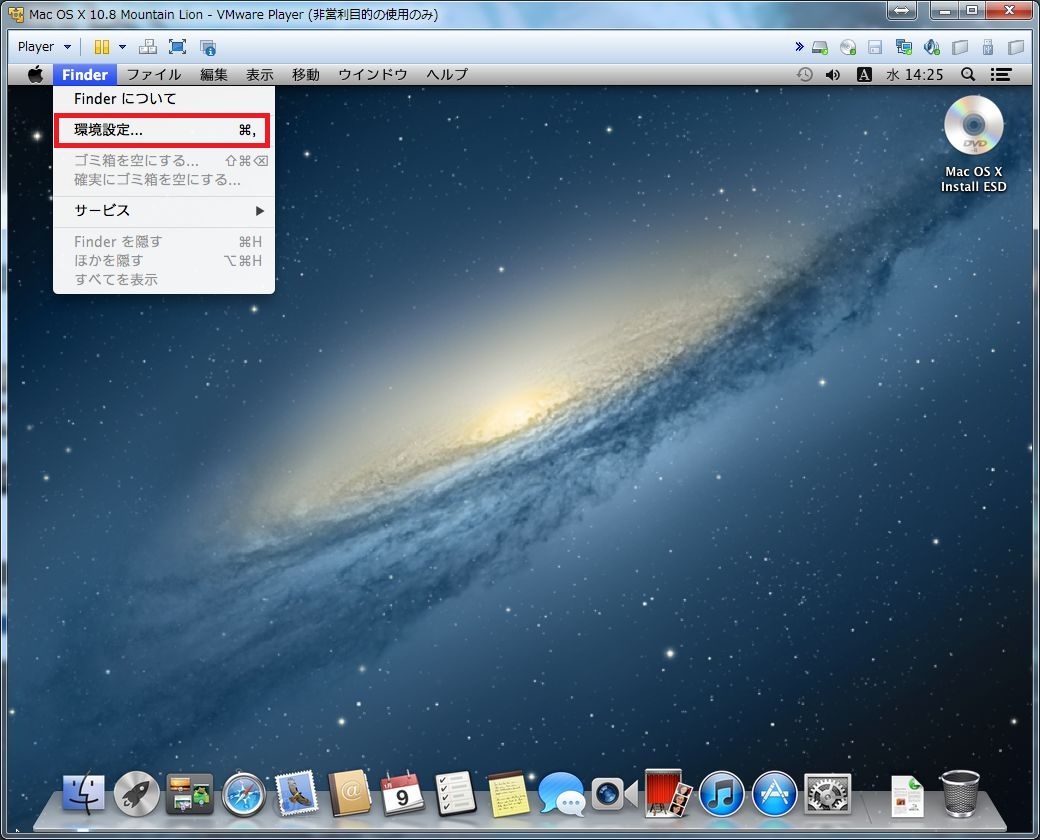 Mac OS X 10.8 Mountain Lion - VMware Player (非営利目的の使用のみ)
Player
Finder ファイル 編集 表示 移動 ウインドウ ヘルプ A 水 14:25
Finder について
環境設定... ⌘,
ゴミ箱を空にする... ⇧⌘⌫
確実にゴミ箱を空にする...
サービス ▶
Finder を隠す ⌘H
ほかを隠す ⌥⌘H
すべてを表示
DVD
Mac OS X
Install ESD
9